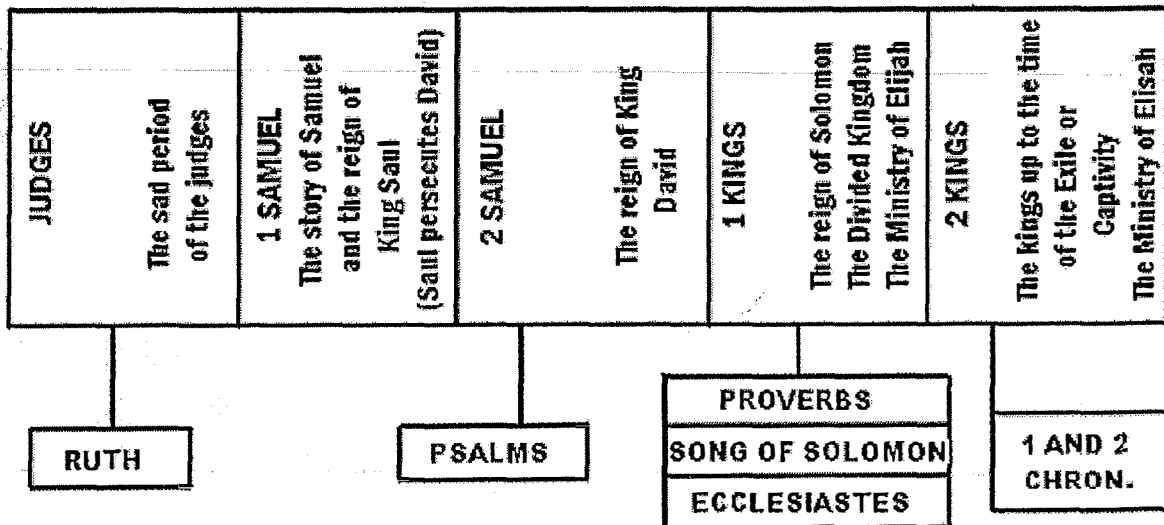 JUDGES
The sad period
of the judges
1 SAMUEL
The story of Samuel
and the reign of
King Saul
(Saul persecutes David)
2 SAMUEL
The reign of King
David
1 KINGS
The reign of Solomon
The Divided Kingdom
The Ministry of Elijah
2 KINGS
The kings up to the time
of the Exile or
Captivity
The Ministry of Elisah
RUTH
PSALMS
PROVERBS
SONG OF SOLOMON
ECCLESIASTES
1 AND 2
CHRON.